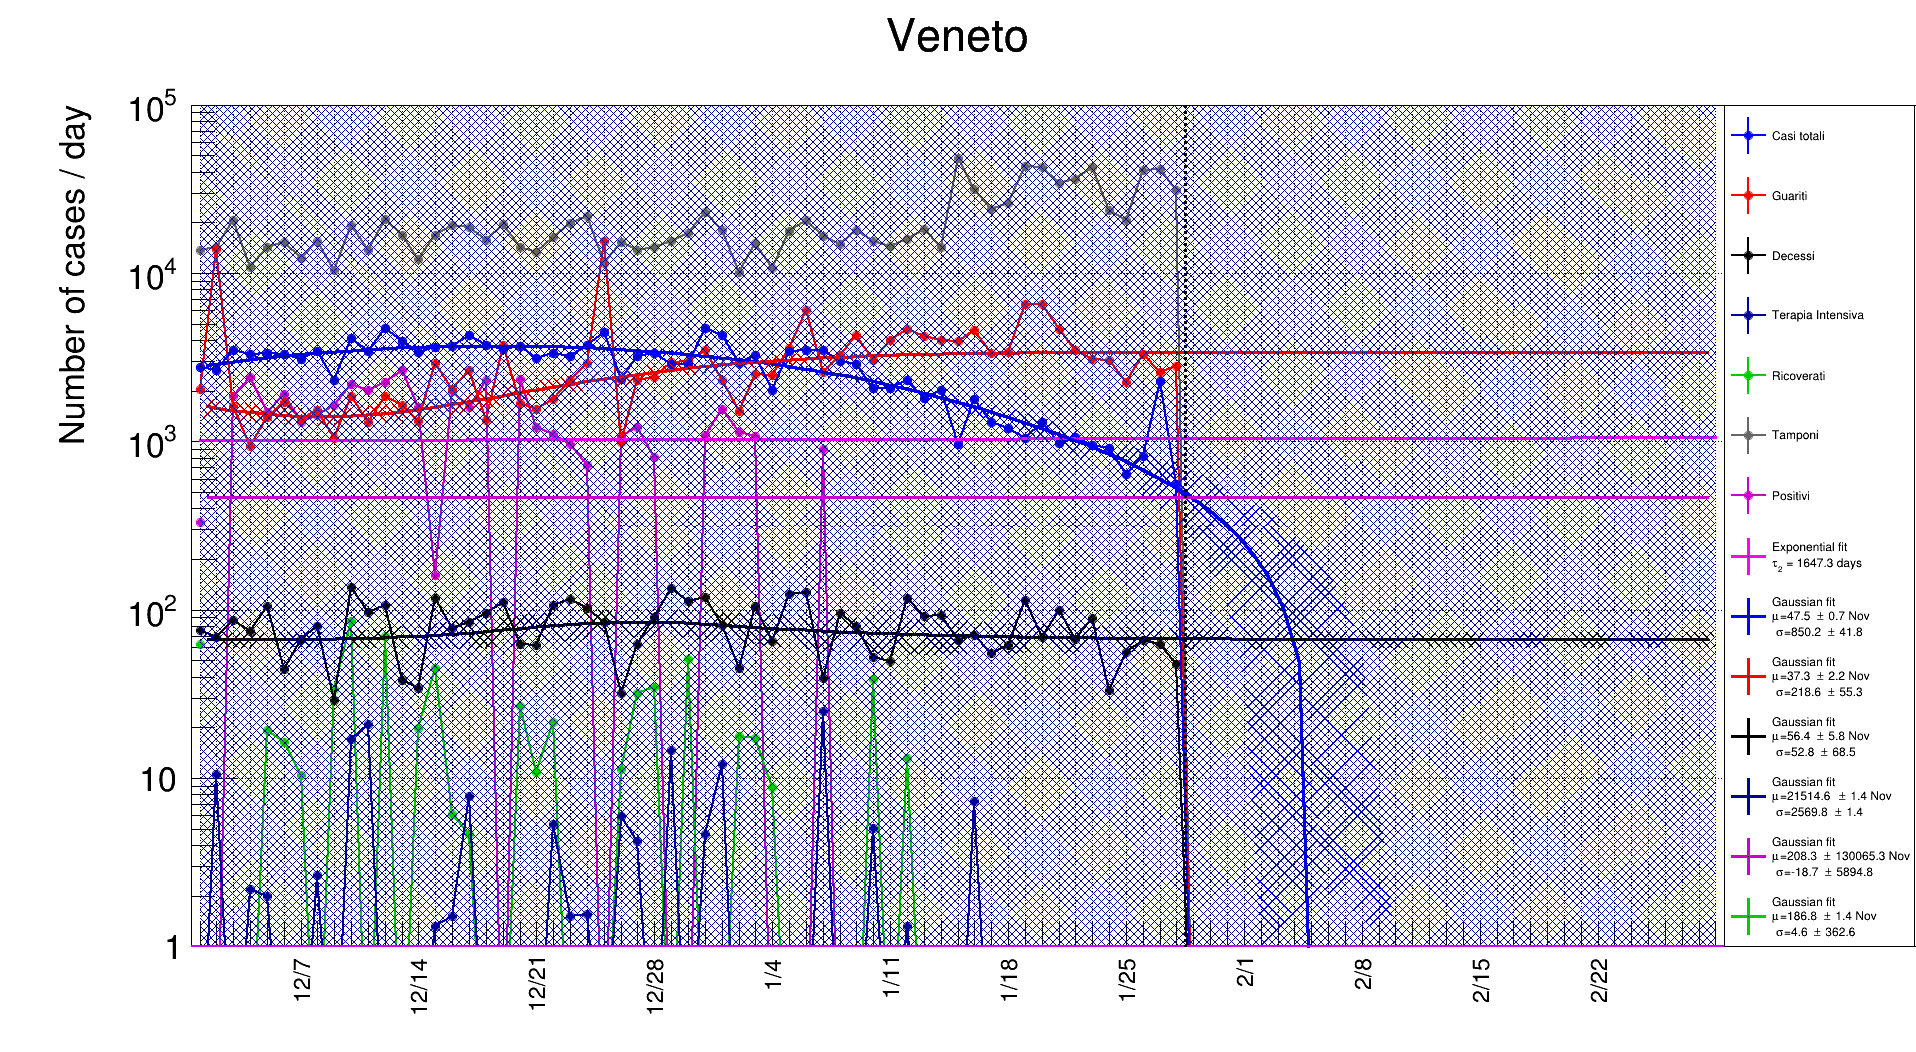 Veneto
Number of cases / day
10^5
10^4
10^3
10^2
10
1
12/7
12/14
12/21
12/28
1/4
1/11
1/18
1/25
2/1
2/8
2/15
2/22
Casi totali
Guariti
Decessi
Terapia Intensiva
Ricoverati
Tamponi
Positivi
Exponential fit
τ₂ = 1647.3 days
Gaussian fit
μ=47.5 ± 0.7 Nov
σ=850.2 ± 41.8
Gaussian fit
μ=37.3 ± 2.2 Nov
σ=218.6 ± 55.3
Gaussian fit
μ=56.4 ± 5.8 Nov
σ=52.8 ± 68.5
Gaussian fit
μ=21514.6 ± 1.4 Nov
σ=2569.8 ± 1.4
Gaussian fit
μ=208.3 ± 130065.3 Nov
σ=-18.7 ± 5894.8
Gaussian fit
μ=186.8 ± 1.4 Nov
σ=4.6 ± 362.6